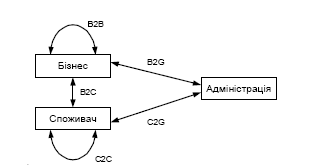 B2B
Бізнес
B2G
B2C
Адміністрація
Споживач
C2G
C2C